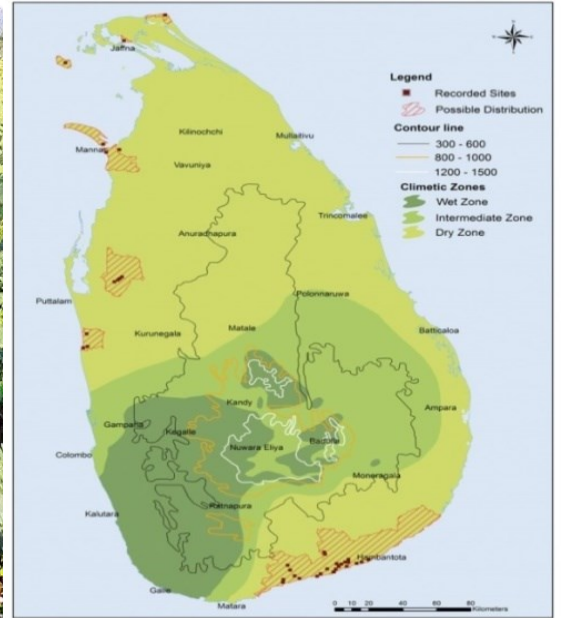 Jaffna
Kilinochchi
Mullaitivu
Mannar
Vavuniya
Trincomalee
Anuradhapura
Polonnaruwa
Puttalam
Kurunegala
Matale
Batticaloa
Kandy
Ampara
Gampaha
Kegalle
Nuwara Eliya
Badulla
Colombo
Moneragala
Ratnapura
Kalutara
Hambantota
Galle
Matara
Legend
Recorded Sites
Possible Distribution
Contour line
300 - 600
800 - 1000
1200 - 1500
Climetic Zones
Wet Zone
Intermediate Zone
Dry Zone
0 10 20 40 60 80
Kilometers